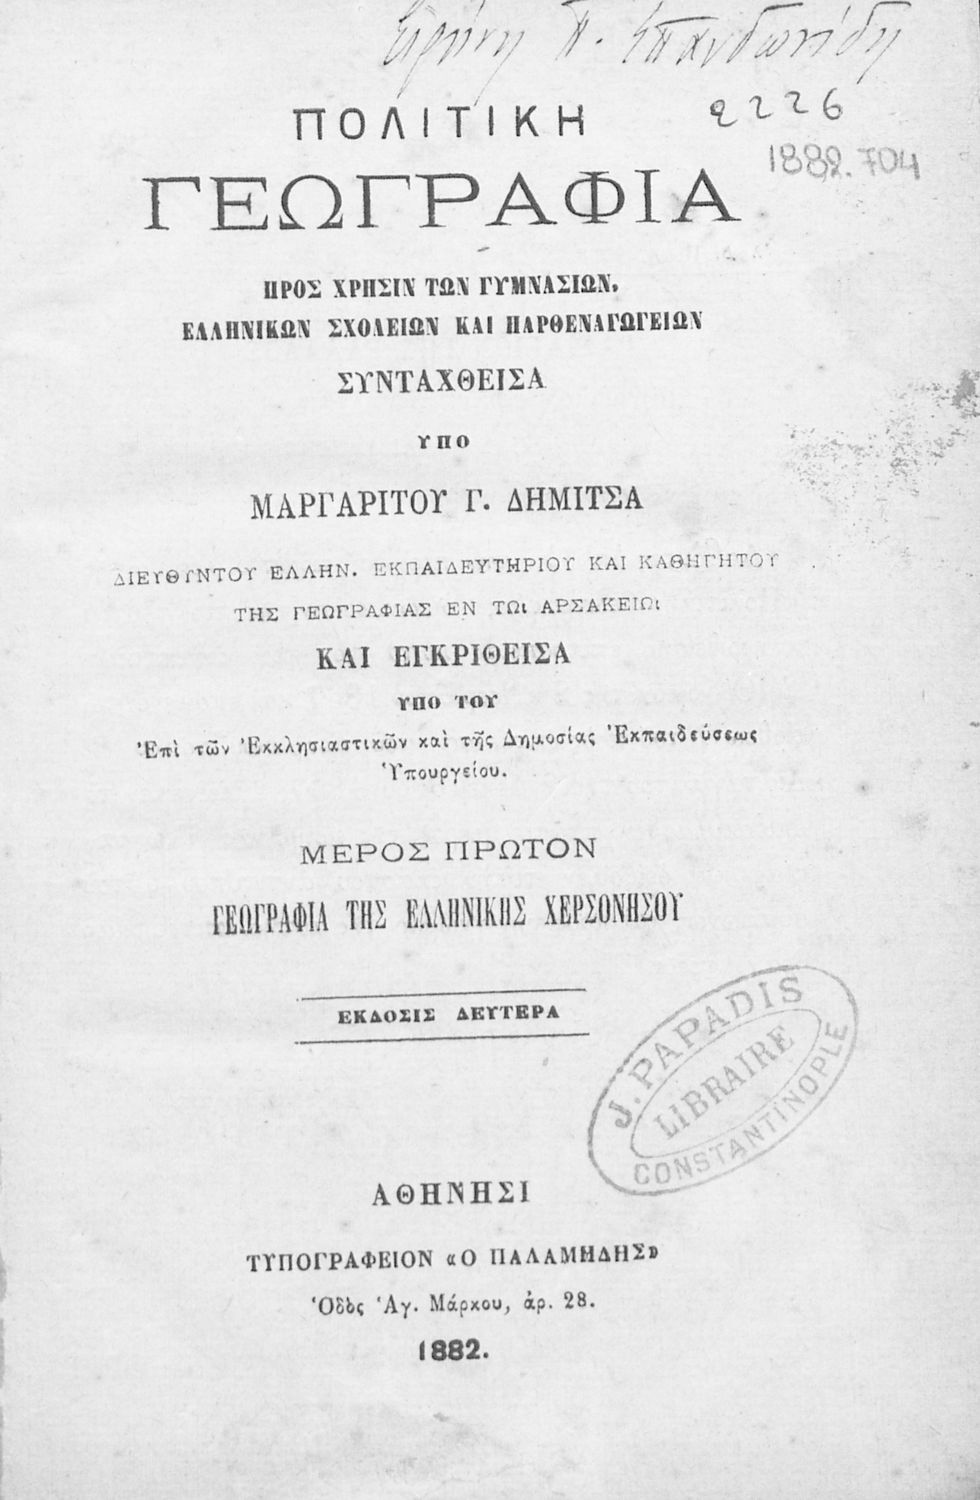 Εἰρήνη Π. Σπανδωνίδη
2226
1882.704
ΠΟΛΙΤΙΚΗ
ΓΕΩΓΡΑΦΙΑ
ΠΡΟΣ ΧΡΗΣΙΝ ΤΩΝ ΓΥΜΝΑΣΙΩΝ,
ΕΛΛΗΝΙΚΩΝ ΣΧΟΛΕΙΩΝ ΚΑΙ ΠΑΡΘΕΝΑΓΩΓΕΙΩΝ
ΣΥΝΤΑΧΘΕΙΣΑ
ΥΠΟ
ΜΑΡΓΑΡΙΤΟΥ Γ. ΔΗΜΙΤΣΑ
ΔΙΕΥΘΥΝΤΟΥ ΕΛΛΗΝ. ΕΚΠΑΙΔΕΥΤΗΡΙΟΥ ΚΑΙ ΚΑΘΗΓΗΤΟΥ
ΤΗΣ ΓΕΩΓΡΑΦΙΑΣ ΕΝ ΤΩι ΑΡΣΑΚΕΙΩι
ΚΑΙ ΕΓΚΡΙΘΕΙΣΑ
ΥΠΟ ΤΟΥ
Ἐπὶ τῶν Ἐκκλησιαστικῶν καὶ τῆς Δημοσίας Ἐκπαιδεύσεως
Ὑπουργείου.
ΜΕΡΟΣ ΠΡΩΤΟΝ
ΓΕΩΓΡΑΦΙΑ ΤΗΣ ΕΛΛΗΝΙΚΗΣ ΧΕΡΣΟΝΗΣΟΥ
ΕΚΔΟΣΙΣ ΔΕΥΤΕΡΑ
J. PAPADIS
LIBRAIRE
CONSTANTINOPLE
ΑΘΗΝΗΣΙ
ΤΥΠΟΓΡΑΦΕΙΟΝ «Ο ΠΑΛΑΜΗΔΗΣ»
Ὁδὸς Ἁγ. Μάρκου, ἀρ. 28.
1882.